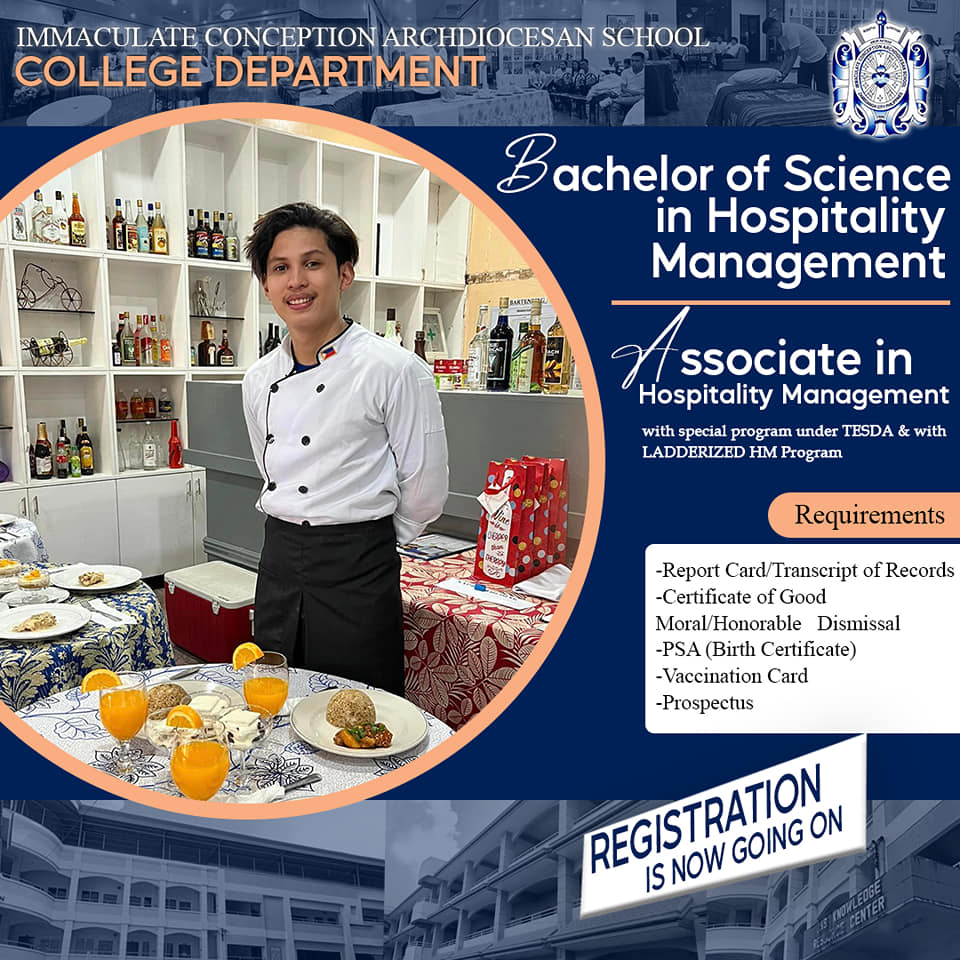 IMMACULATE CONCEPTION ARCHDIOCESAN SCHOOL
COLLEGE DEPARTMENT
Bachelor of Science
in Hospitality
Management
Associate in
Hospitality Management
with special program under TESDA & with
LADDERIZED HM Program
Requirements
-Report Card/Transcript of Records
-Certificate of Good
Moral/Honorable Dismissal
-PSA (Birth Certificate)
-Vaccination Card
-Prospectus
REGISTRATION
IS NOW GOING ON
KNOWLEDGE
CENTER